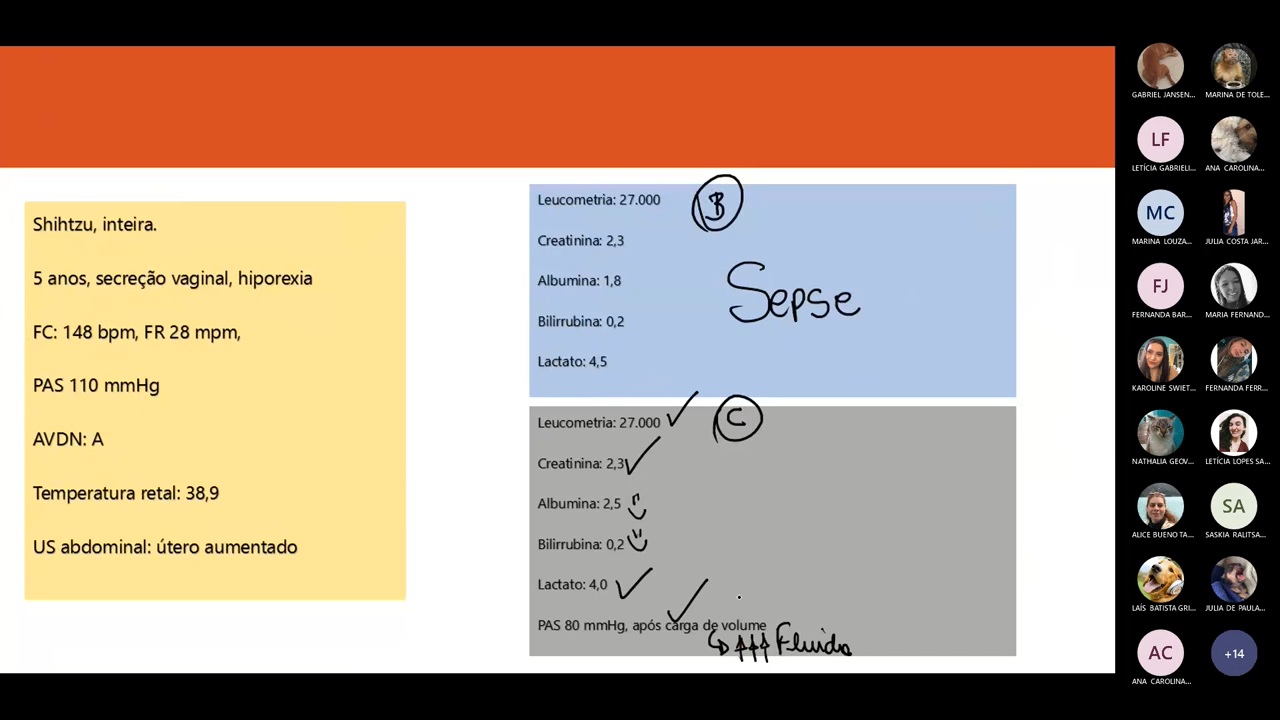 Shihtzu, inteira.
5 anos, secreção vaginal, hiporexia
FC: 148 bpm, FR 28 mpm,
PAS 110 mmHg
AVDN: A
Temperatura retal: 38,9
US abdominal: útero aumentado
Leucometria: 27.000
B
Creatinina: 2,3
Albumina: 1,8
Sepse
Bilirrubina: 0,2
Lactato: 4,5
Leucometria: 27.000
C
Creatinina: 2,3
Albumina: 2,5
Bilirrubina: 0,2
Lactato: 4,0
PAS 80 mmHg, após carga de volume
↳ ↑↑↑ Fluido
GABRIEL JANSEN...
MARINA DE TOLE...
LF
LETÍCIA GABRIELI...
ANA CAROLINA...
MC
MARINA LOUZA...
JULIA COSTA JAR...
FJ
FERNANDA BAR...
MARIA FERNAND...
KAROLINE SWIET...
FERNANDA FERR...
NATHALIA GEOV...
LETÍCIA LOPES SA...
ALICE BUENO TA...
SA
SASKIA RALITSA...
LAÍS BATISTA GRI...
JULIA DE PAULA...
AC
ANA CAROLINA...
+14